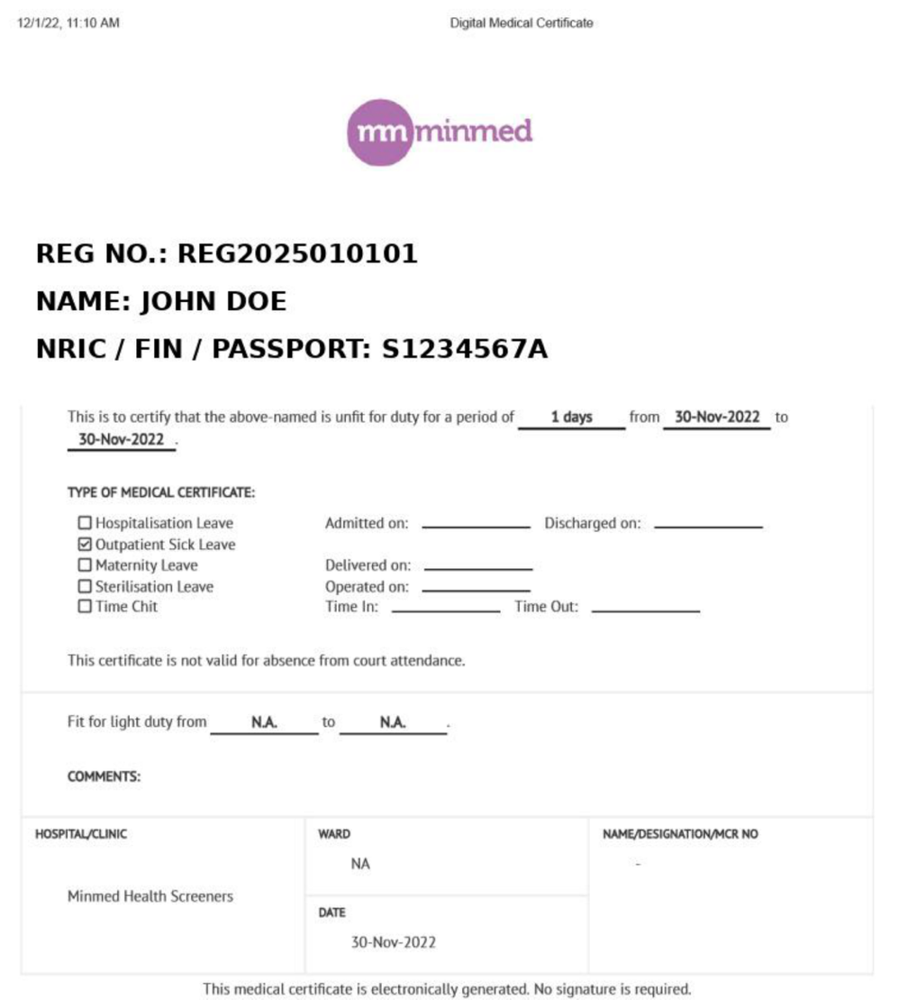 12/1/22, 11:10 AM Digital Medical Certificate
mm minmed
REG NO.: REG2025010101
NAME: JOHN DOE
NRIC / FIN / PASSPORT: S1234567A
This is to certify that the above-named is unfit for duty for a period of 1 days from 30-Nov-2022 to
30-Nov-2022 .
TYPE OF MEDICAL CERTIFICATE:
Hospitalisation Leave Admitted on: Discharged on:
Outpatient Sick Leave
Maternity Leave Delivered on:
Sterilisation Leave Operated on:
Time Chit Time In: Time Out:
This certificate is not valid for absence from court attendance.
Fit for light duty from N.A. to N.A. .
COMMENTS:
HOSPITAL/CLINIC WARD NAME/DESIGNATION/MCR NO
NA -
Minmed Health Screeners
DATE
30-Nov-2022
This medical certificate is electronically generated. No signature is required.